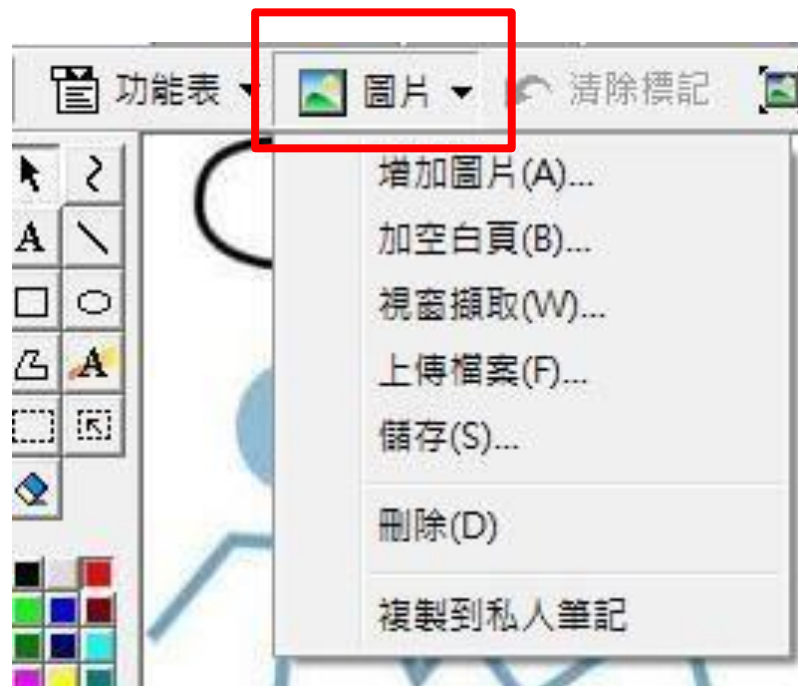 功能表 圖片 清除標記
增加圖片(A)...
加空白頁(B)...
視窗擷取(W)...
上傳檔案(F)...
儲存(S)...
刪除(D)
複製到私人筆記
A
A